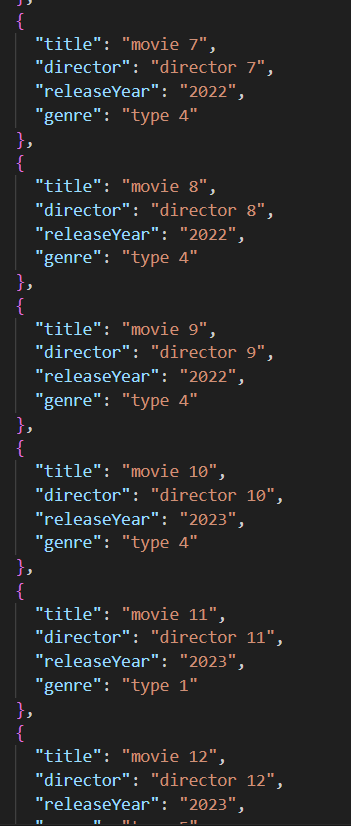 },
{
"title": "movie 7",
"director": "director 7",
"releaseYear": "2022",
"genre": "type 4"
},
{
"title": "movie 8",
"director": "director 8",
"releaseYear": "2022",
"genre": "type 4"
},
{
"title": "movie 9",
"director": "director 9",
"releaseYear": "2022",
"genre": "type 4"
},
{
"title": "movie 10",
"director": "director 10",
"releaseYear": "2023",
"genre": "type 4"
},
{
"title": "movie 11",
"director": "director 11",
"releaseYear": "2023",
"genre": "type 1"
},
{
"title": "movie 12",
"director": "director 12",
"releaseYear": "2023",